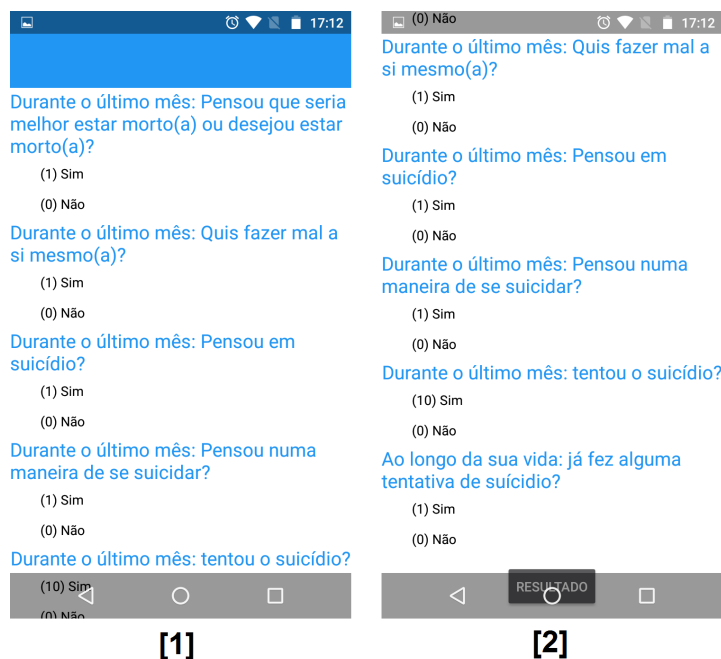 17:12
Durante o último mês: Pensou que seria
melhor estar morto(a) ou desejou estar
morto(a)?
(1) Sim
(0) Não
Durante o último mês: Quis fazer mal a
si mesmo(a)?
(1) Sim
(0) Não
Durante o último mês: Pensou em
suicídio?
(1) Sim
(0) Não
Durante o último mês: Pensou numa
maneira de se suicidar?
(1) Sim
(0) Não
Durante o último mês: tentou o suicídio?
(10) Sim
(0) Não
[1]
(0) Não
17:12
Durante o último mês: Quis fazer mal a
si mesmo(a)?
(1) Sim
(0) Não
Durante o último mês: Pensou em
suicídio?
(1) Sim
(0) Não
Durante o último mês: Pensou numa
maneira de se suicidar?
(1) Sim
(0) Não
Durante o último mês: tentou o suicídio?
(10) Sim
(0) Não
Ao longo da sua vida: já fez alguma
tentativa de suícidio?
(1) Sim
(0) Não
RESULTADO
[2]